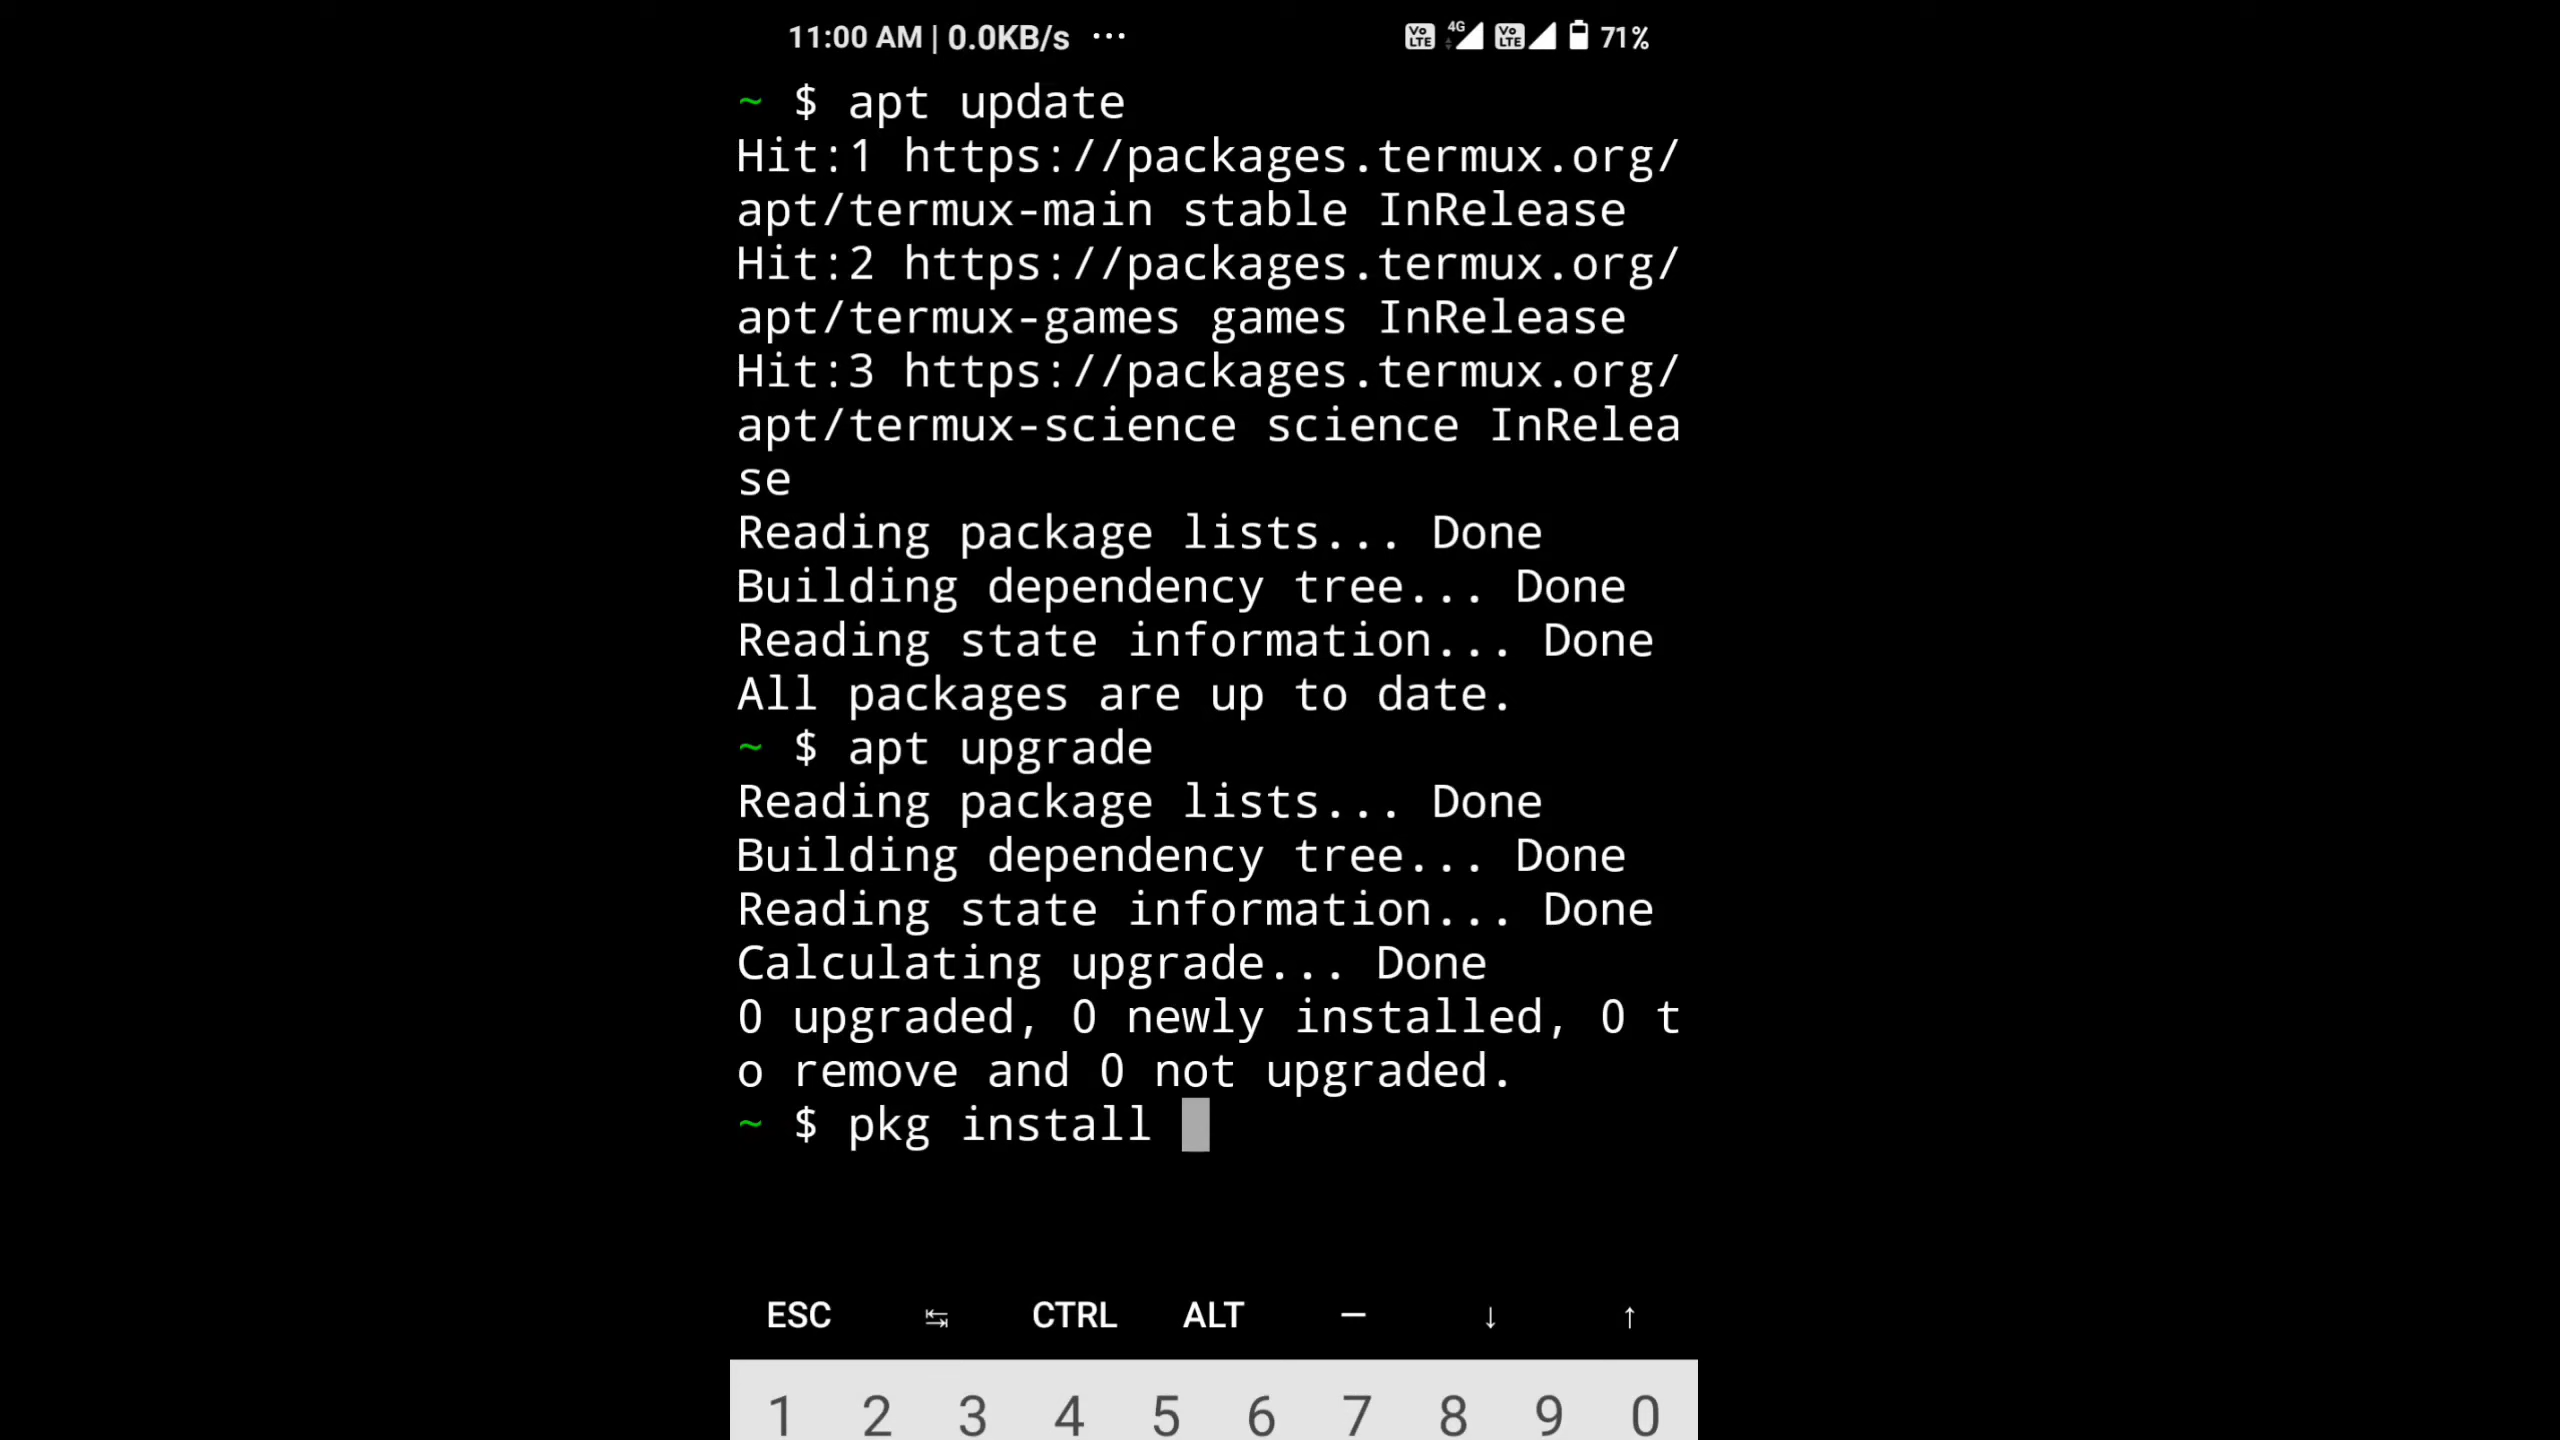 11:00 AM | 0.0KB/s ...
Vo LTE 4G Vo LTE 71%
~ $ apt update
Hit:1 https://packages.termux.org/
apt/termux-main stable InRelease
Hit:2 https://packages.termux.org/
apt/termux-games games InRelease
Hit:3 https://packages.termux.org/
apt/termux-science science InRelea
se
Reading package lists... Done
Building dependency tree... Done
Reading state information... Done
All packages are up to date.
~ $ apt upgrade
Reading package lists... Done
Building dependency tree... Done
Reading state information... Done
Calculating upgrade... Done
0 upgraded, 0 newly installed, 0 t
o remove and 0 not upgraded.
~ $ pkg install
ESC ↹ CTRL ALT — ↓ ↑
1 2 3 4 5 6 7 8 9 0